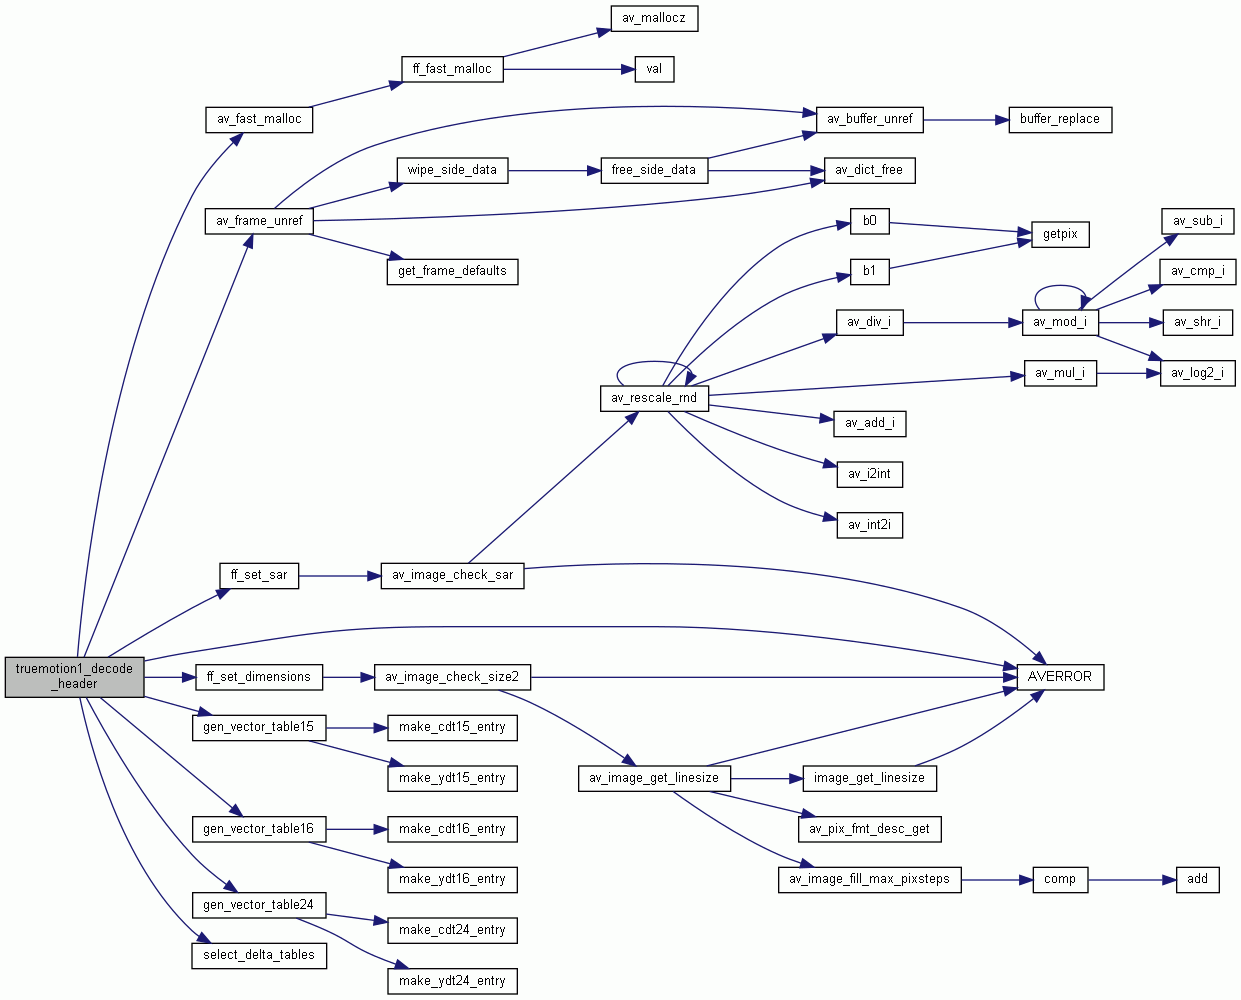 av_mallocz
ff_fast_malloc
val
av_fast_malloc
av_buffer_unref
buffer_replace
wipe_side_data
free_side_data
av_dict_free
av_frame_unref
get_frame_defaults
b0
getpix
av_sub_i
b1
av_cmp_i
av_div_i
av_mod_i
av_shr_i
av_mul_i
av_log2_i
av_rescale_rnd
av_add_i
av_i2int
av_int2i
ff_set_sar
av_image_check_sar
truemotion1_decode
_header
ff_set_dimensions
av_image_check_size2
AVERROR
gen_vector_table15
make_cdt15_entry
make_ydt15_entry
av_image_get_linesize
image_get_linesize
gen_vector_table16
make_cdt16_entry
av_pix_fmt_desc_get
make_ydt16_entry
av_image_fill_max_pixsteps
comp
add
gen_vector_table24
make_cdt24_entry
select_delta_tables
make_ydt24_entry